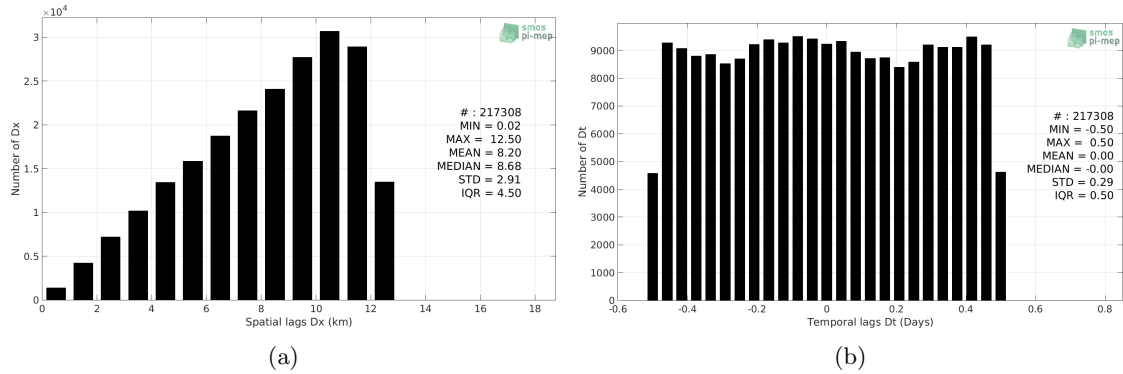 ×10⁴
3
2.5
2
1.5
1
0.5
0
Number of Dx
0 2 4 6 8 10 12 14 16 18
Spatial lags Dx (km)
smos
pi-mep
# : 217308
MIN = 0.02
MAX = 12.50
MEAN = 8.20
MEDIAN = 8.68
STD = 2.91
IQR = 4.50
(a)
9000
8000
7000
6000
5000
4000
3000
2000
1000
0
Number of Dt
-0.6 -0.4 -0.2 0 0.2 0.4 0.6 0.8
Temporal lags Dt (Days)
smos
pi-mep
# : 217308
MIN = -0.50
MAX = 0.50
MEAN = 0.00
MEDIAN = -0.00
STD = 0.29
IQR = 0.50
(b)